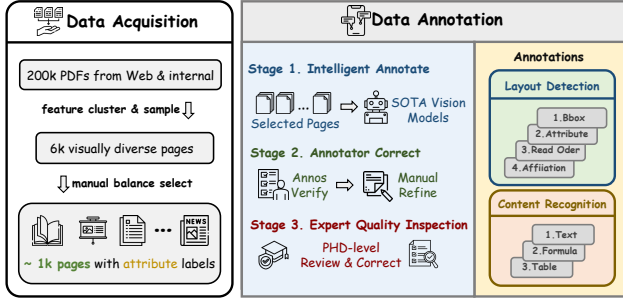 Data Acquisition
200k PDFs from Web & internal
feature cluster & sample
6k visually diverse pages
manual balance select
NEWS
~ 1k pages with attribute labels
Data Annotation
Stage 1. Intelligent Annotate
...
Selected Pages
SOTA Vision
Models
Stage 2. Annotator Correct
Annos
Verify
Manual
Refine
Stage 3. Expert Quality Inspection
PHD-level
Review & Correct
Annotations
Layout Detection
1.Bbox
2.Attribute
3.Read Oder
4.Affiiation
Content Recognition
1.Text
2.Formula
3.Table